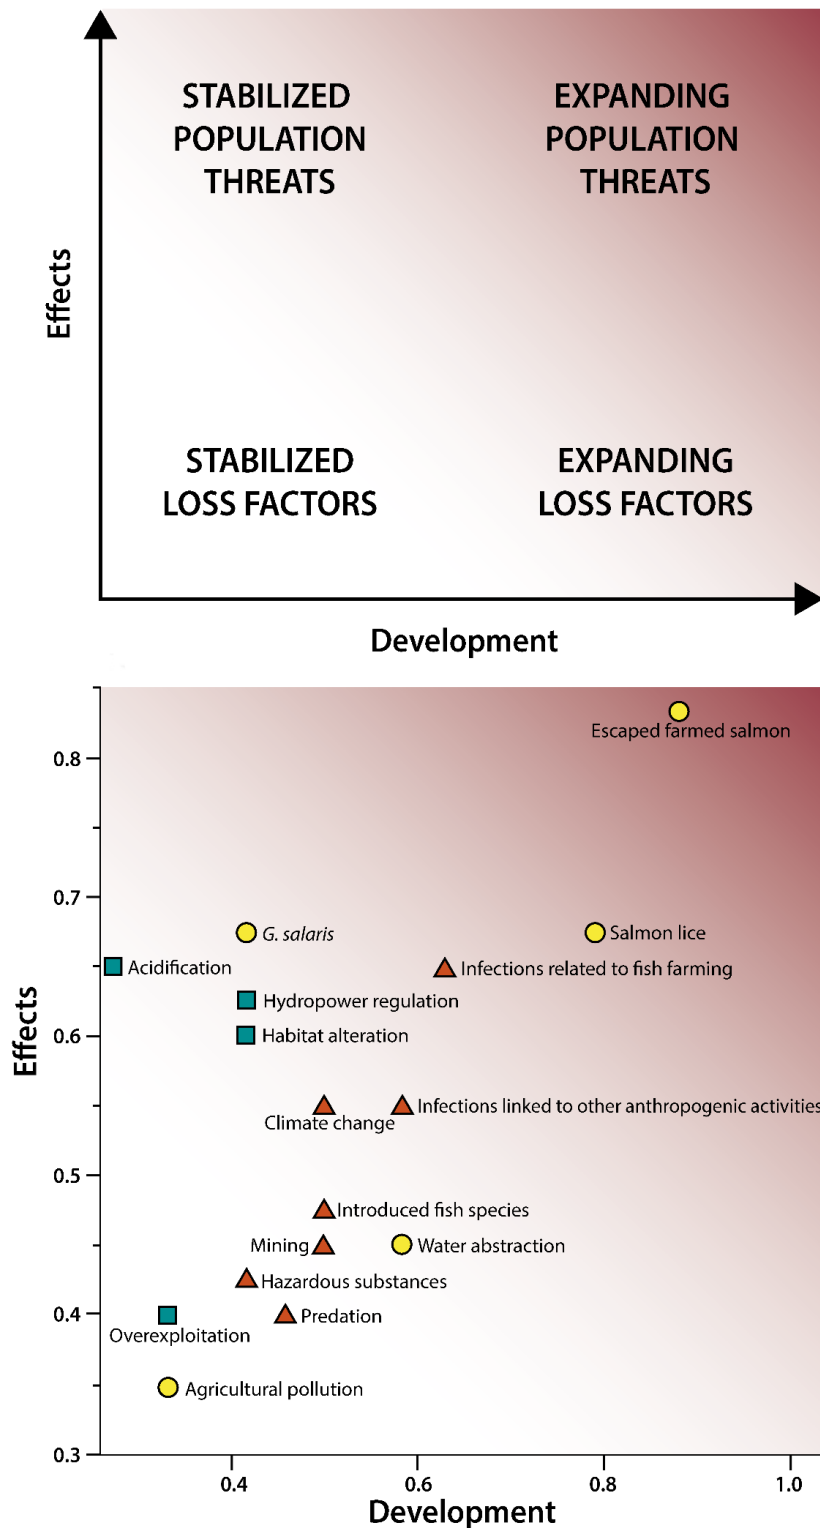 STABILIZED
POPULATION
THREATS
EXPANDING
POPULATION
THREATS
Effects
STABILIZED
LOSS FACTORS
EXPANDING
LOSS FACTORS
Development
Escaped farmed salmon
0.8
0.7
G. salaris
Salmon lice
Acidification
Infections related to fish farming
Hydropower regulation
Effects
0.6
Habitat alteration
Infections linked to other anthropogenic activities
Climate change
0.5
Introduced fish species
Mining
Water abstraction
Hazardous substances
0.4
Predation
Overexploitation
Agricultural pollution
0.3
0.4
0.6
0.8
1.0
Development